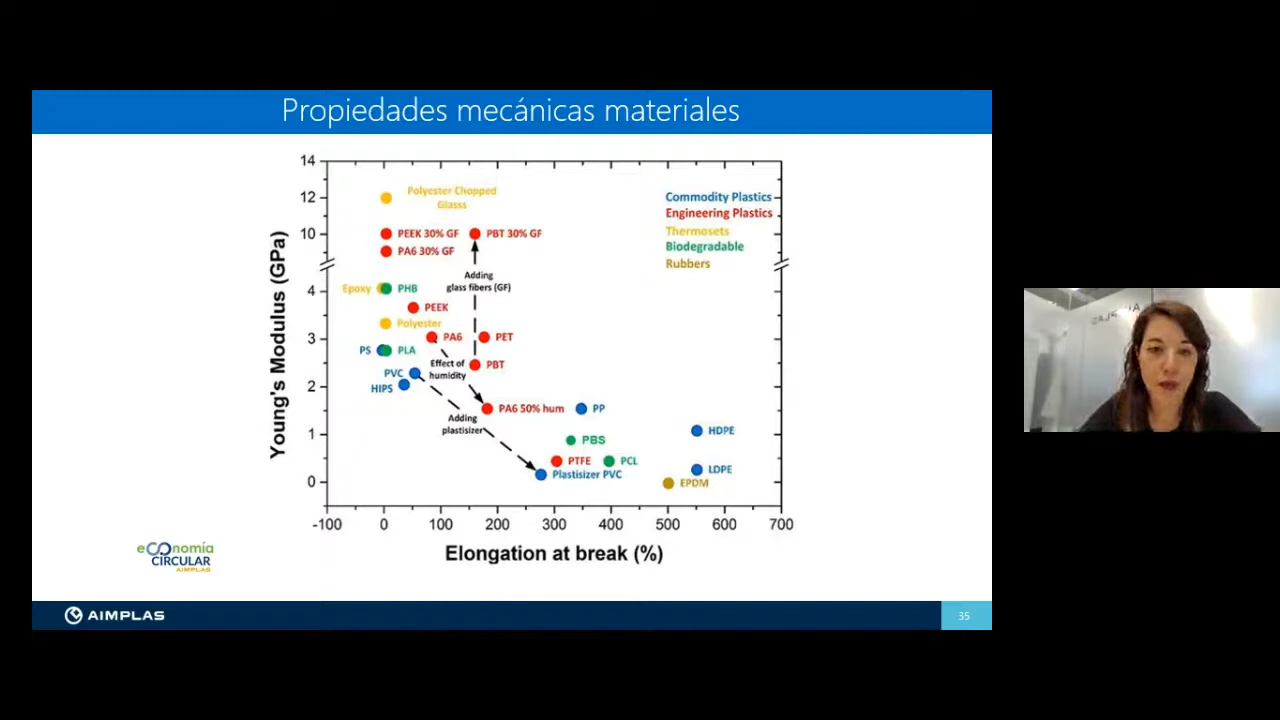 Propiedades mecánicas materiales
Young's Modulus (GPa)
14
12
10
4
3
2
1
0
Polyester Chopped
Glasss
PEEK 30% GF
PBT 30% GF
PA6 30% GF
Adding
glass fibers (GF)
Epoxy
PHB
PEEK
Polyester
PA6
PET
PS
PLA
Effect of
humidity
PBT
PVC
HIPS
PA6 50% hum
PP
Adding
plastisizer
HDPE
PBS
PTFE
PCL
Plastisizer PVC
LDPE
EPDM
Commodity Plastics
Engineering Plastics
Thermosets
Biodegradable
Rubbers
-100
0
100
200
300
400
500
600
700
Elongation at break (%)
eCOnomía
CIRCULAR
AIMPLAS
AIMPLAS
35
AIMPLAS